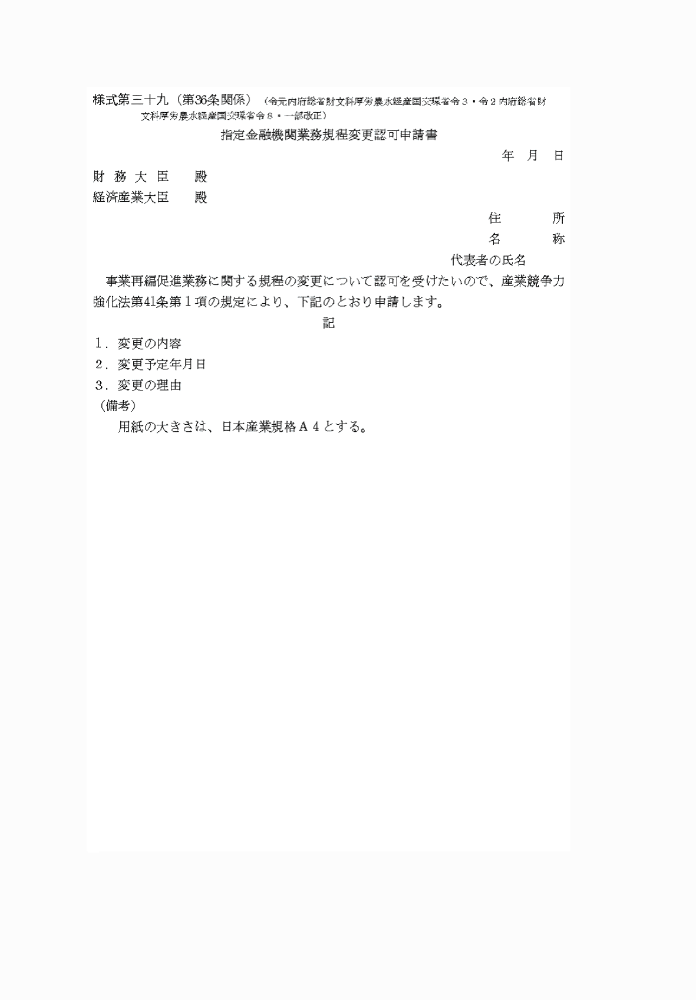 様式第三十九（第36条関係）（令元内府総省財文科厚労農水経産国交環省令３・令２内府総省財
文科厚労農水経産国交環省令８・一部改正）
指定金融機関業務規程変更認可申請書
年　月　日
財務大臣　　殿
経済産業大臣　　殿
住　　　　所
名　　　　称
代表者の氏名
事業再編促進業務に関する規程の変更について認可を受けたいので、産業競争力
強化法第41条第１項の規定により、下記のとおり申請します。
記
１．変更の内容
２．変更予定年月日
３．変更の理由
（備考）
用紙の大きさは、日本産業規格Ａ４とする。